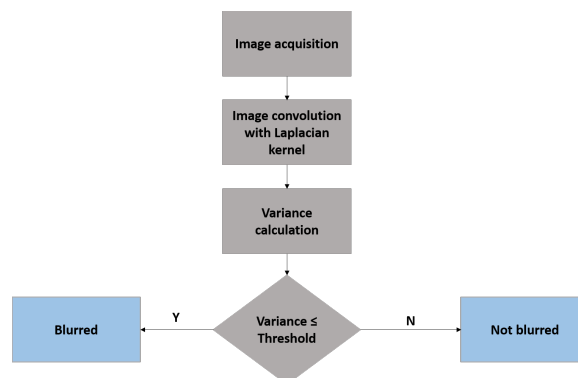 Image acquisition
Image convolution
with Laplacian
kernel
Variance
calculation
Variance ≤
Threshold
Y
N
Blurred
Not blurred